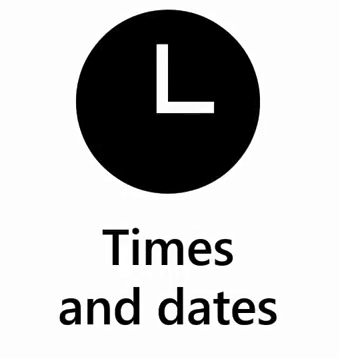 Times
and dates